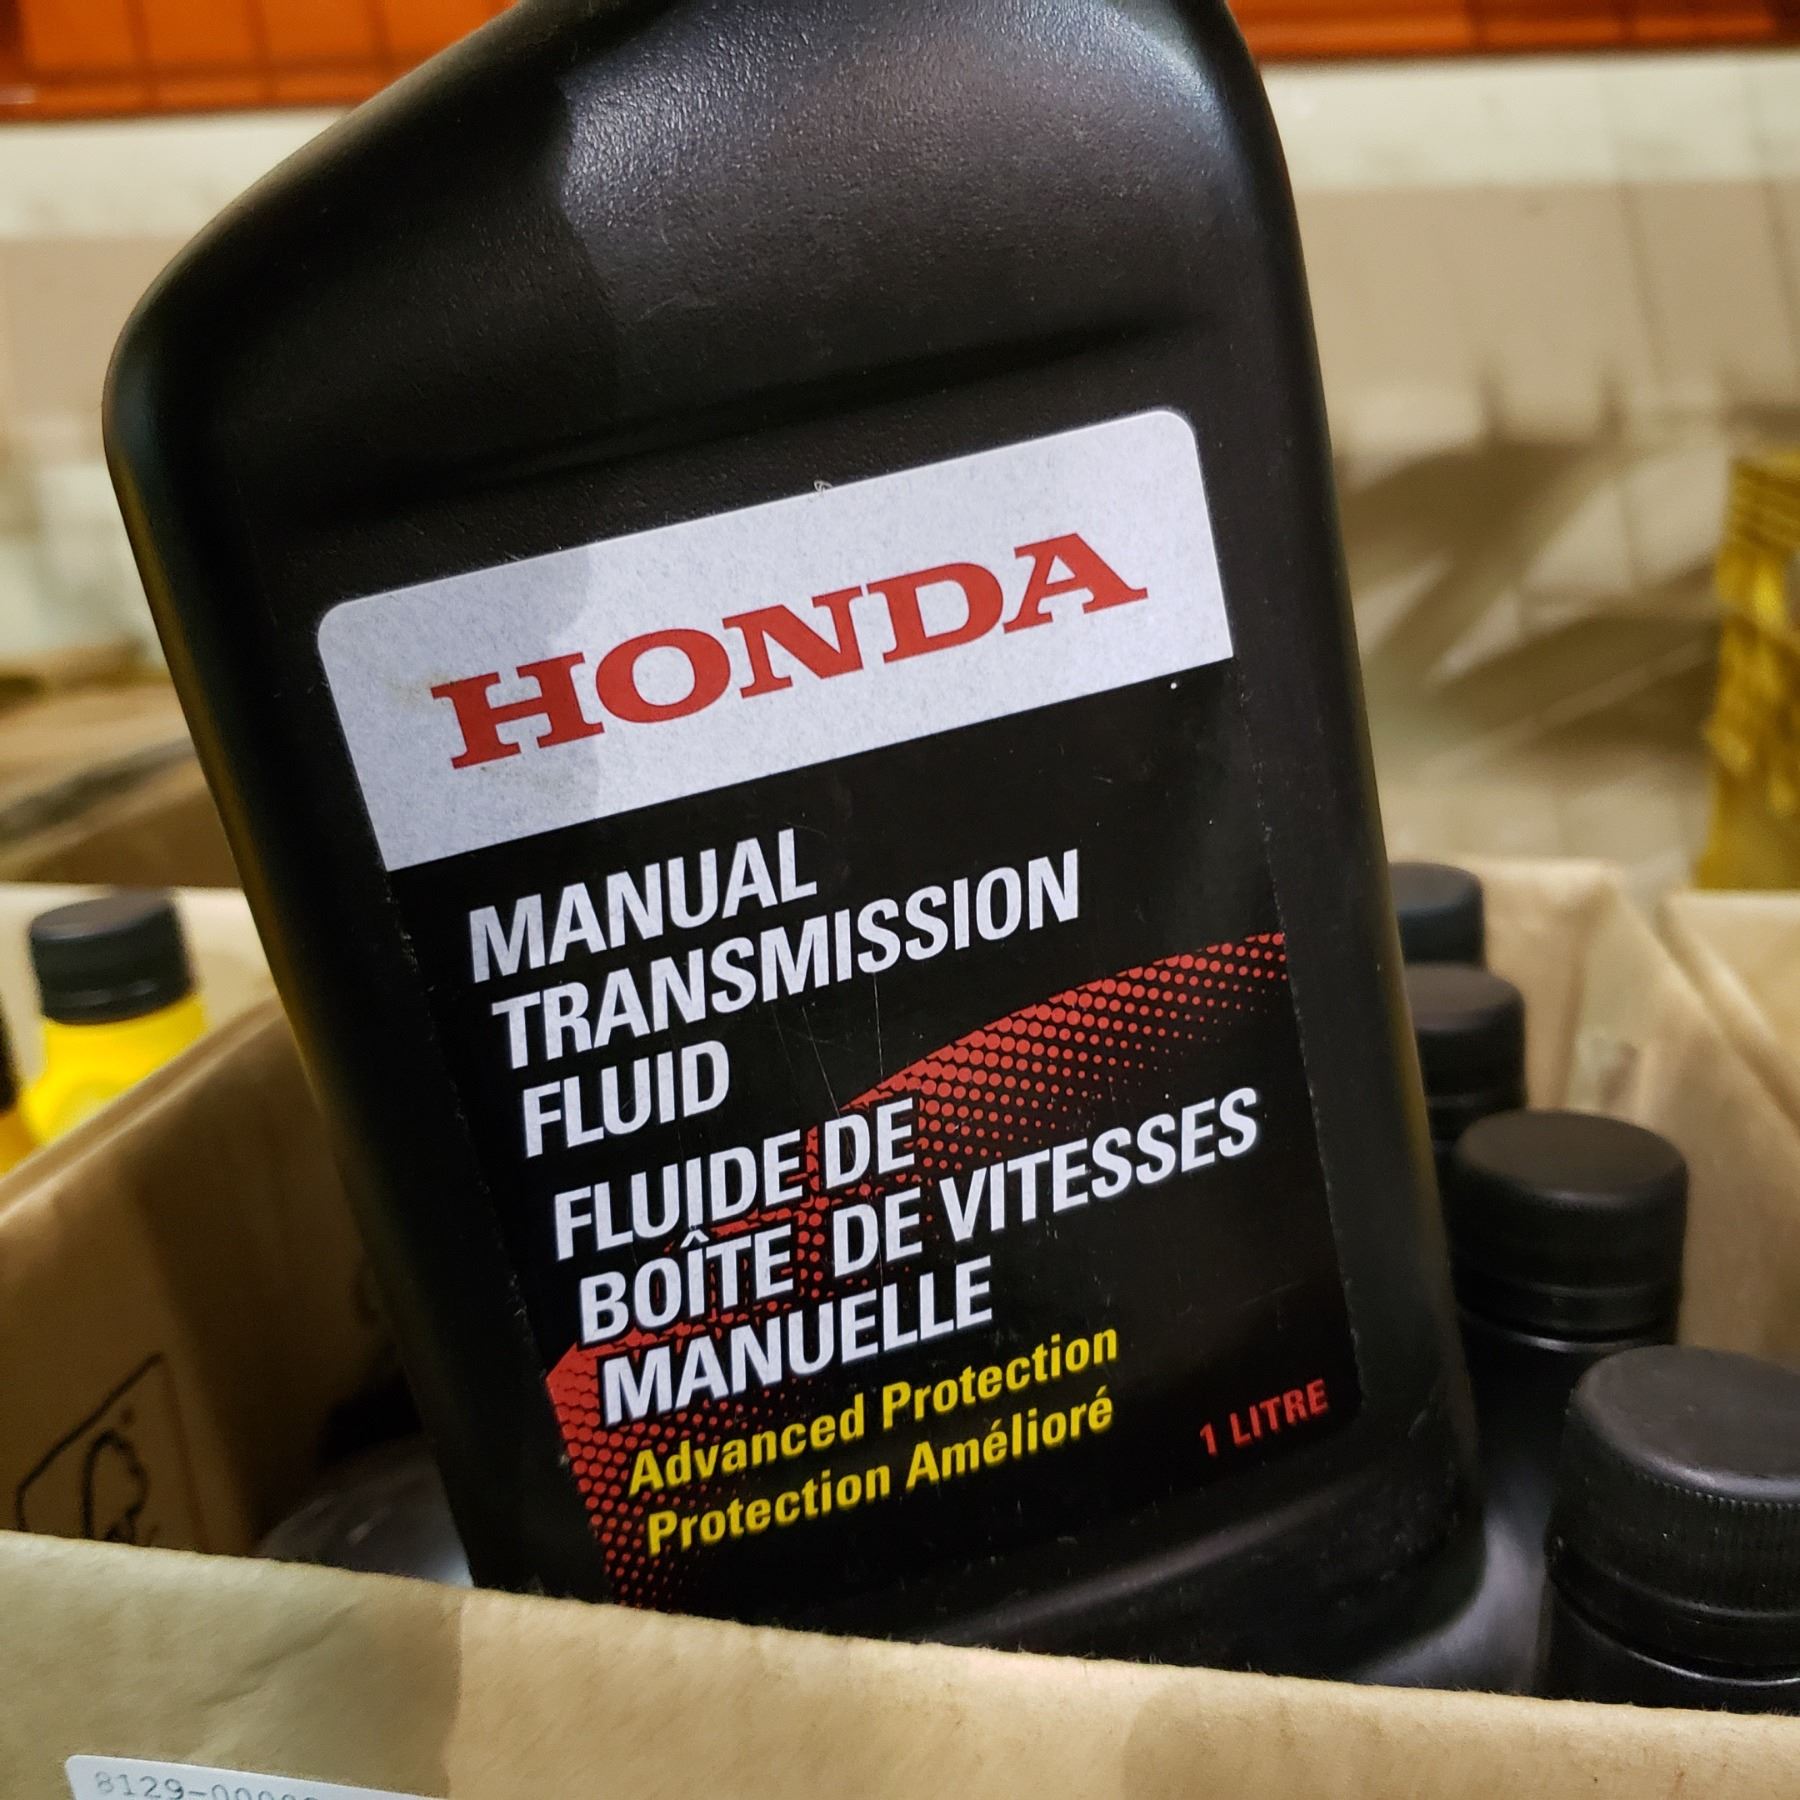 HONDA
MANUAL
TRANSMISSION
FLUID
FLUIDE DE
BOÎTE DE VITESSES
MANUELLE
Advanced Protection
Protection Amélioré
1 LITRE